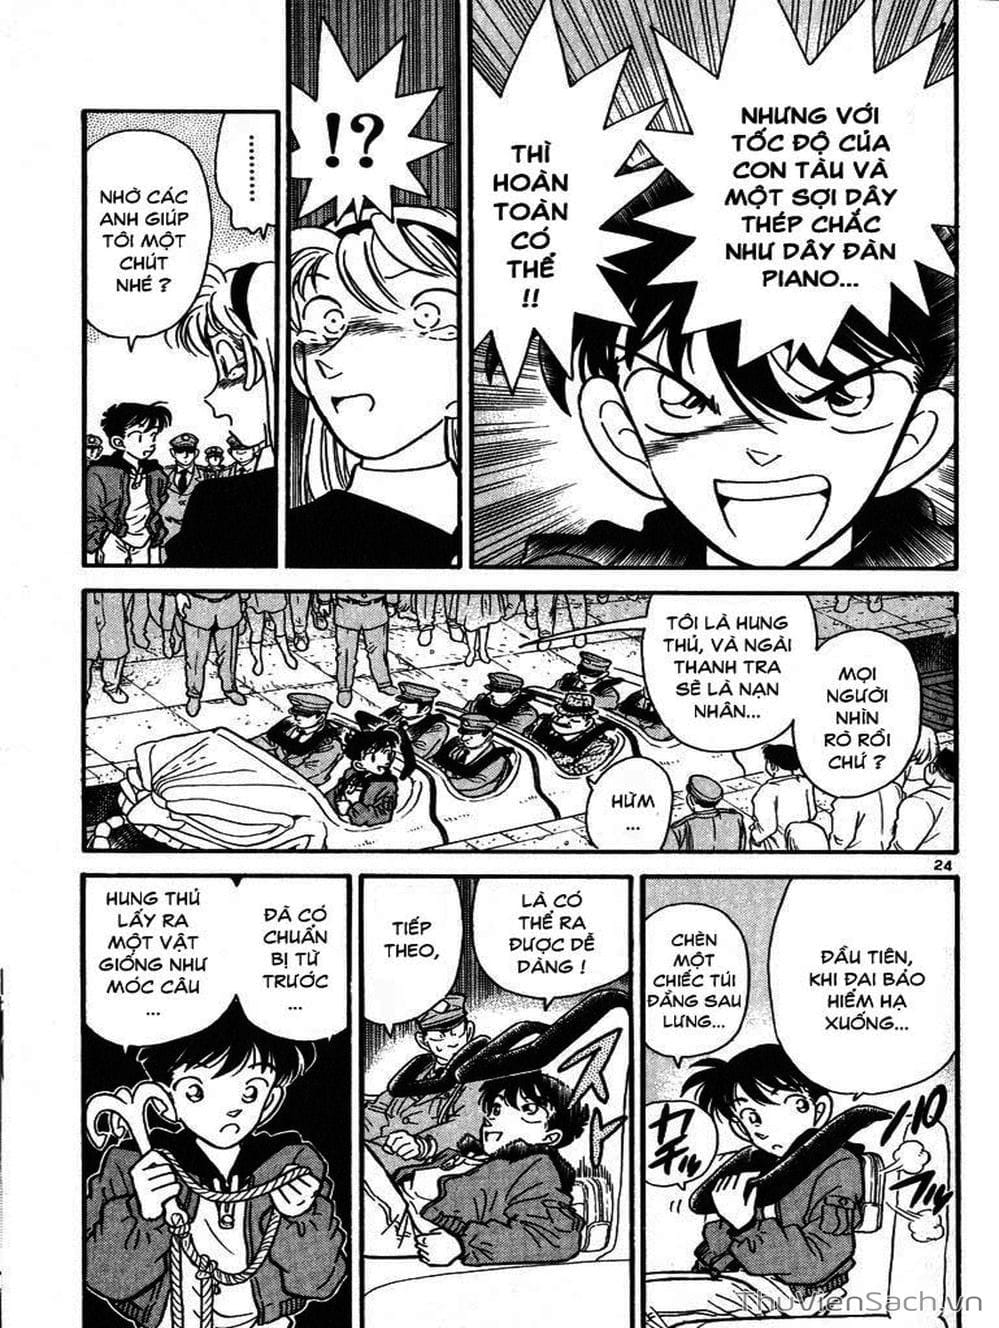 NHƯNG VỚI
TỐC ĐỘ CỦA
CON TÀU VÀ
MỘT SỢI DÂY
THÉP CHẮC
NHƯ DÂY ĐÀN
PIANO...
THÌ
HOÀN
TOÀN
CÓ
THỂ
!!
!?
.........
NHỜ CÁC
ANH GIÚP
TÔI MỘT
CHÚT
NHÉ ?
MỌI
NGƯỜI
NHÌN
RÕ RỒI
CHỨ ?
TÔI LÀ HUNG
THỦ, VÀ NGÀI
THANH TRA
SẼ LÀ NẠN
NHÂN...
HỪM
...
24
ĐẦU TIÊN,
KHI ĐAI BẢO
HIỂM HẠ
XUỐNG...
CHÈN
MỘT
CHIẾC TÚI
ĐẰNG SAU
LƯNG...
ガチッ
LÀ CÓ
THỂ RA
ĐƯỢC DỄ
DÀNG !
TIẾP
THEO,
ĐÃ CÓ
CHUẨN
BỊ TỪ
TRƯỚC
...
HUNG THỦ
LẤY RA
MỘT VẬT
GIỐNG NHƯ
MÓC CÂU
...
ThuVienSach.vn